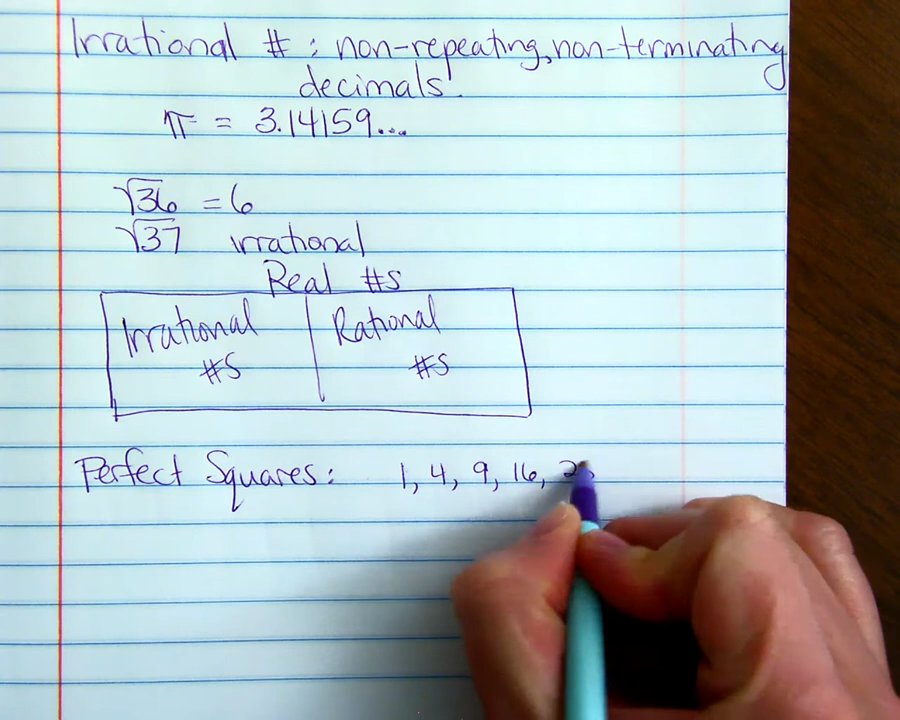 Irrational # : non-repeating, non-terminating
decimals.
π = 3.14159...
√36 = 6
√37 irrational
Real #s
Irrational #s
Rational #s
Perfect Squares: 1, 4, 9, 16,